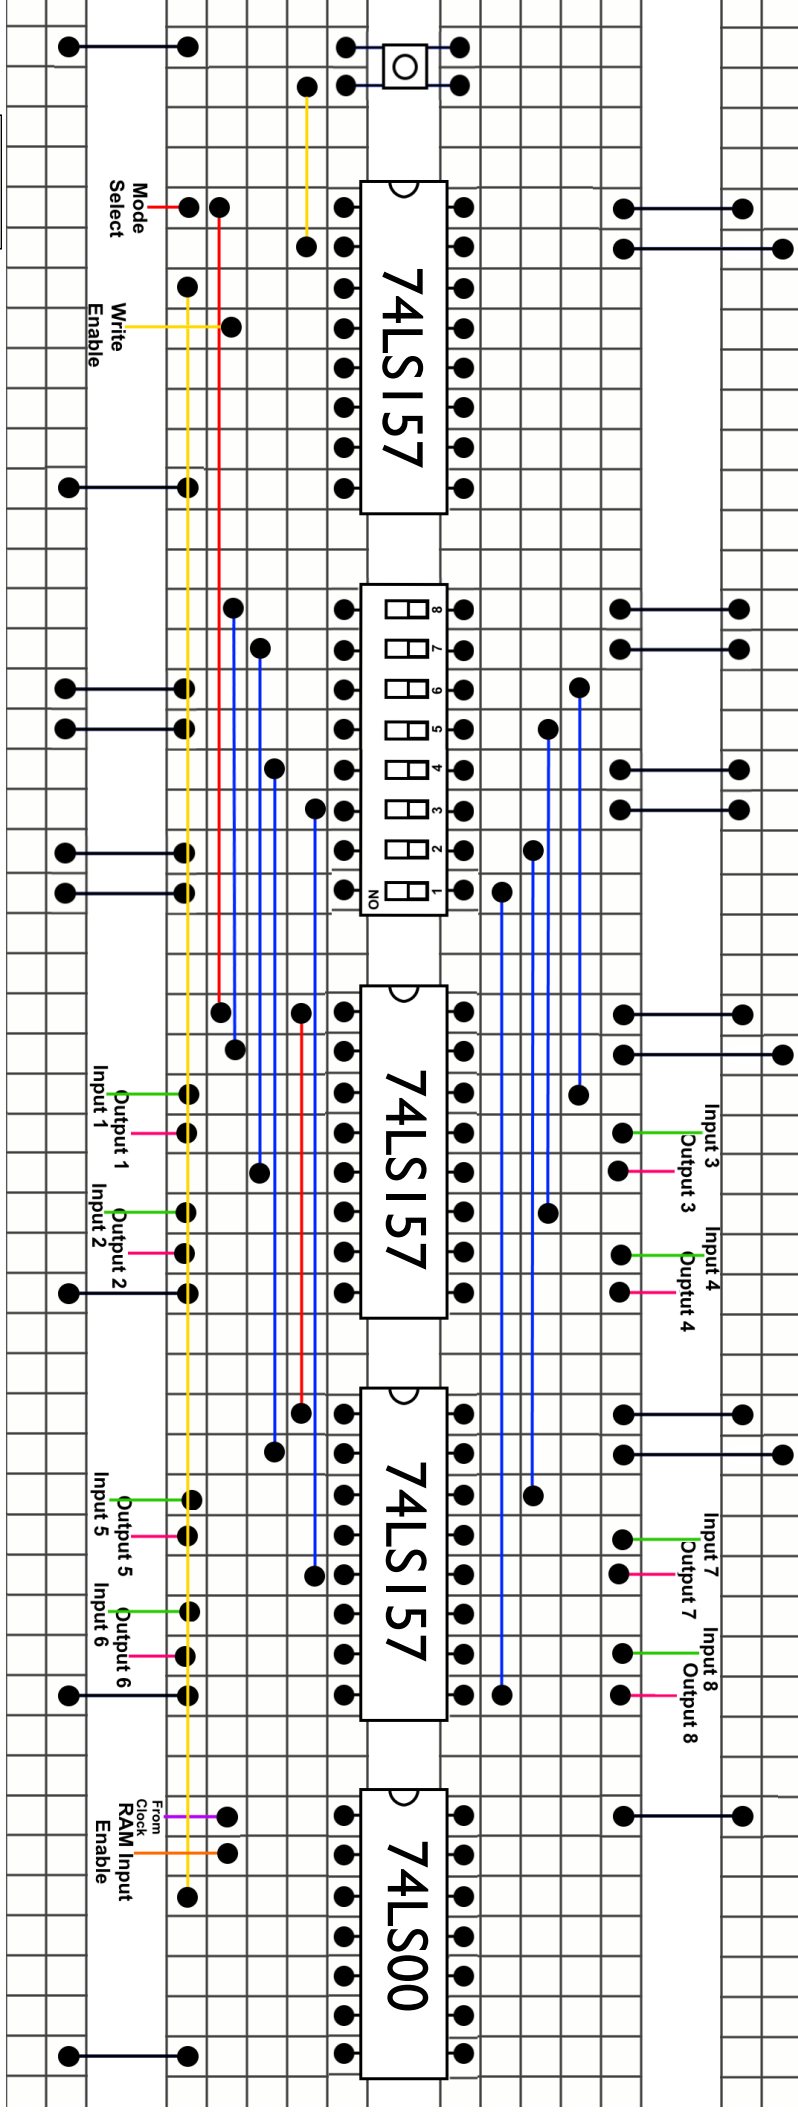 Mode
Select
Write
Enable
74LS157
8
7
6
5
4
3
2
1
ON
74LS157
Input 1
Output 1
Input 2
Output 2
Input 3
Output 3
Input 4
Ouptut 4
74LS157
Input 5
Output 5
Input 6
Output 6
Input 7
Output 7
Input 8
Output 8
From
Clock
RAM Input
Enable
74LS00